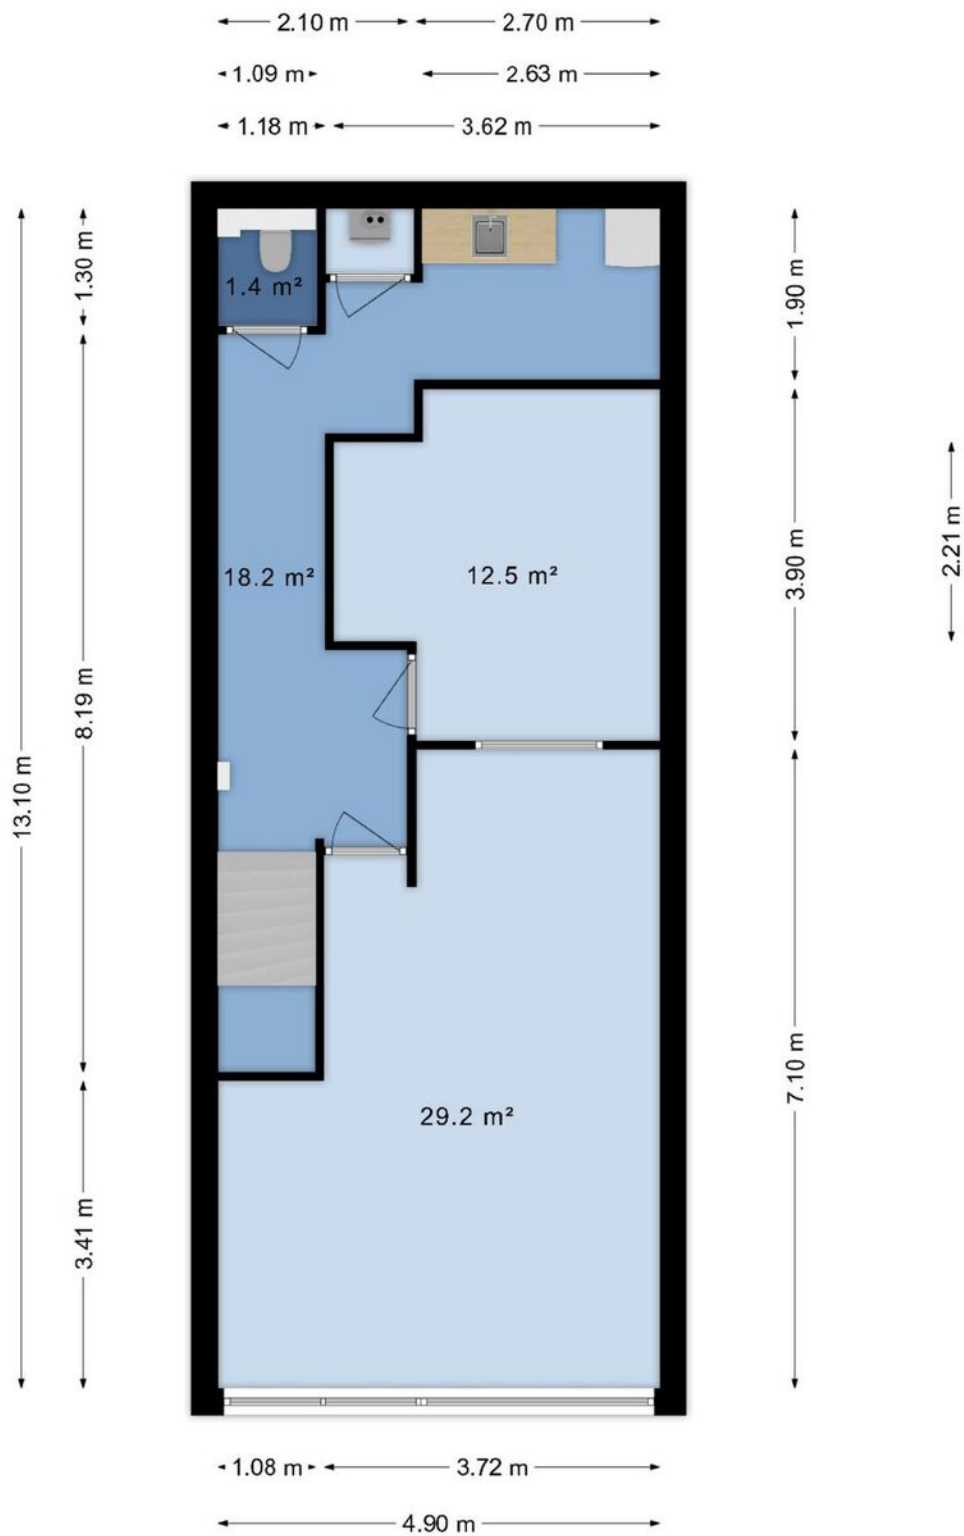 2.10 m
2.70 m
1.09 m
2.63 m
1.18 m
3.62 m
1.30 m
1.90 m
1.4 m²
2.21 m
3.90 m
18.2 m²
12.5 m²
8.19 m
13.10 m
7.10 m
29.2 m²
3.41 m
1.08 m
3.72 m
4.90 m